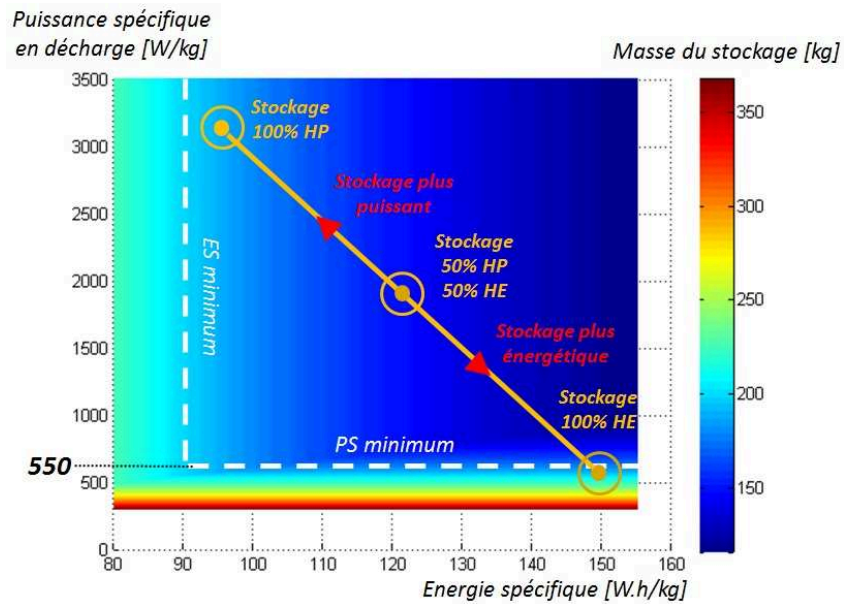 Puissance spécifique
en décharge [W/kg]
Masse du stockage [kg]
3500
3000
2500
2000
1500
1000
550
500
0
80
90
100
110
120
130
140
150
160
Energie spécifique [W.h/kg]
Stockage
100% HP
Stockage plus
puissant
ES minimum
Stockage
50% HP
50% HE
Stockage plus
énergétique
Stockage
100% HE
PS minimum
350
300
250
200
150